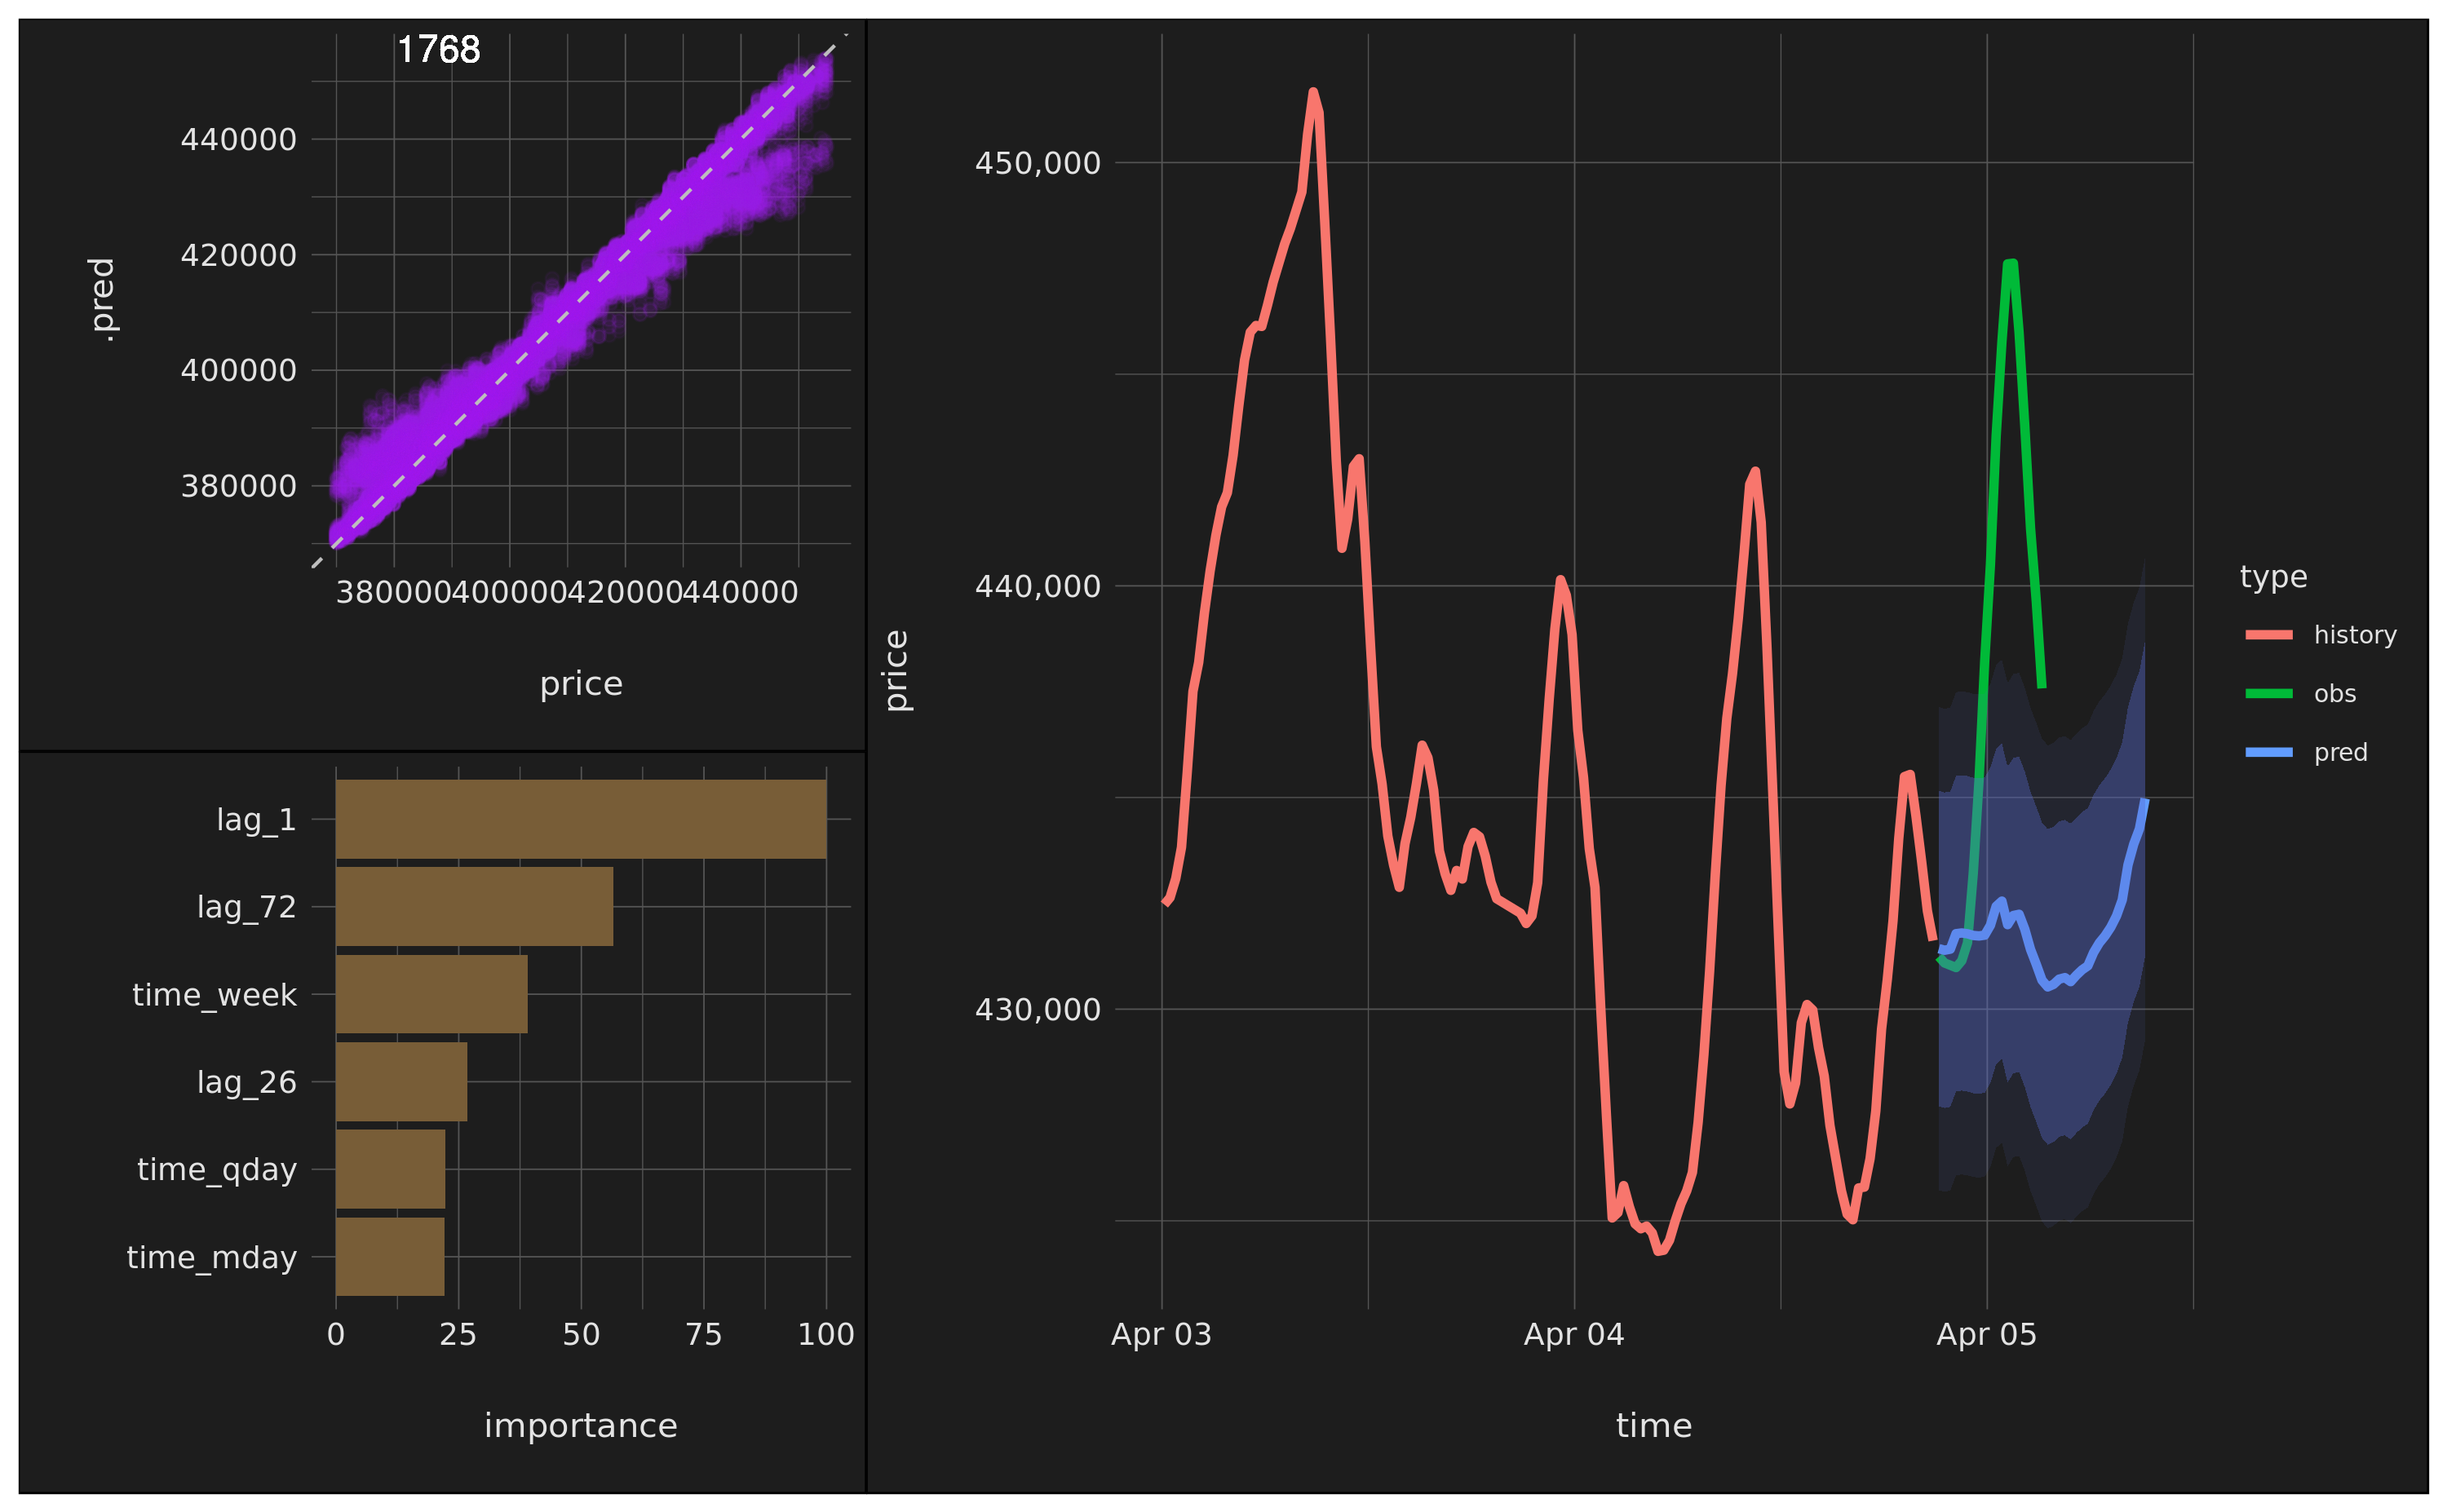 1768
440000
420000
400000
380000
.pred
380000400000420000440000
price
lag_1
lag_72
time_week
lag_26
time_qday
time_mday
0 25 50 75 100
importance
450,000
440,000
430,000
price
Apr 03 Apr 04 Apr 05
time
type
history
obs
pred